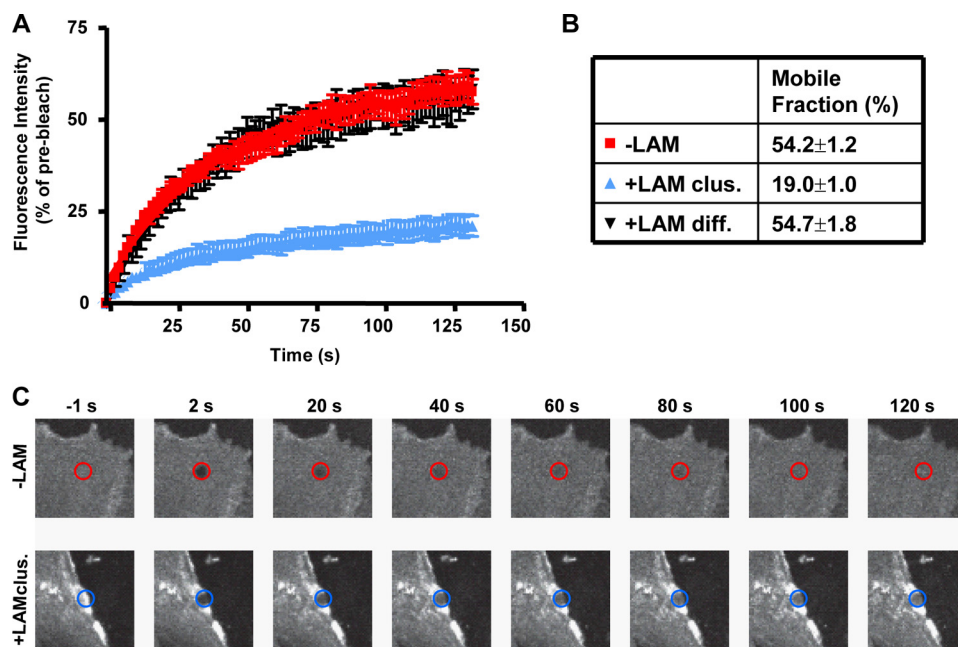 A
Fluorescence Intensity
(% of pre-bleach)
75
50
25
0
25 50 75 100 125 150
Time (s)
B
Mobile
Fraction (%)
-LAM 54.2±1.2
+LAM clus. 19.0±1.0
+LAM diff. 54.7±1.8
C
-1 s 2 s 20 s 40 s 60 s 80 s 100 s 120 s
-LAM
+LAMclus.